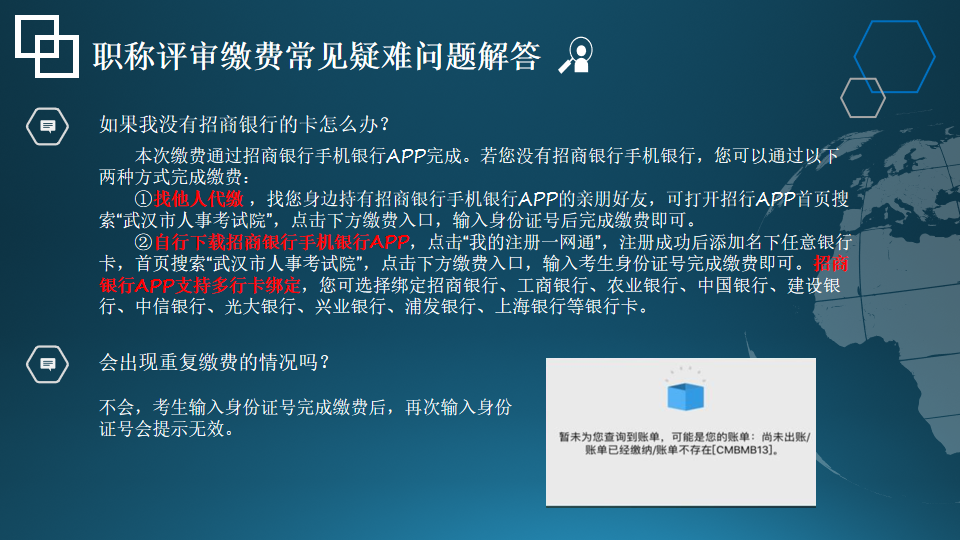 职称评审缴费常见疑难问题解答
如果我没有招商银行的卡怎么办？
本次缴费通过招商银行手机银行APP完成。若您没有招商银行手机银行，您可以通过以下
两种方式完成缴费：
①找他人代缴 ，找您身边持有招商银行手机银行APP的亲朋好友，可打开招行APP首页搜
索“武汉市人事考试院”，点击下方缴费入口，输入身份证号后完成缴费即可。
②自行下载招商银行手机银行APP，点击“我的注册一网通”，注册成功后添加名下任意银行
卡，首页搜索“武汉市人事考试院”，点击下方缴费入口，输入考生身份证号完成缴费即可。招商
银行APP支持多行卡绑定，您可选择绑定招商银行、工商银行、农业银行、中国银行、建设银
行、中信银行、光大银行、兴业银行、浦发银行、上海银行等银行卡。
会出现重复缴费的情况吗？
不会，考生输入身份证号完成缴费后，再次输入身份
证号会提示无效。
暂未为您查询到账单，可能是您的账单：尚未出账/
账单已经缴纳/账单不存在[CMBMB13]。